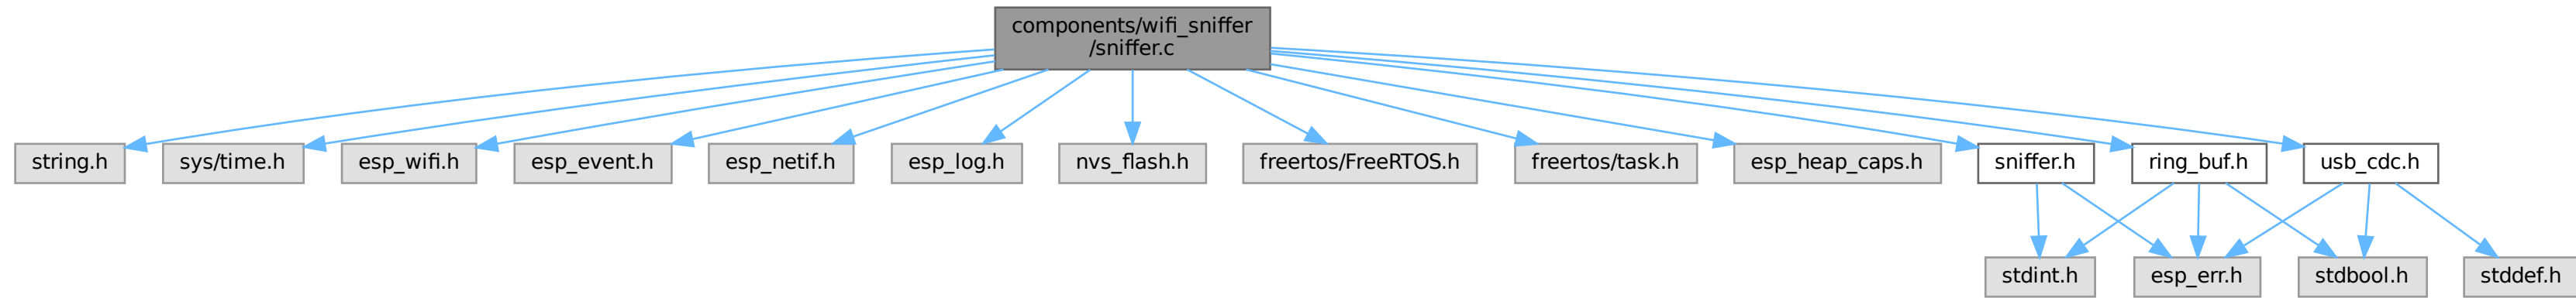 components/wifi_sniffer
/sniffer.c
string.h
sys/time.h
esp_wifi.h
esp_event.h
esp_netif.h
esp_log.h
nvs_flash.h
freertos/FreeRTOS.h
freertos/task.h
esp_heap_caps.h
sniffer.h
ring_buf.h
usb_cdc.h
stdint.h
esp_err.h
stdbool.h
stddef.h